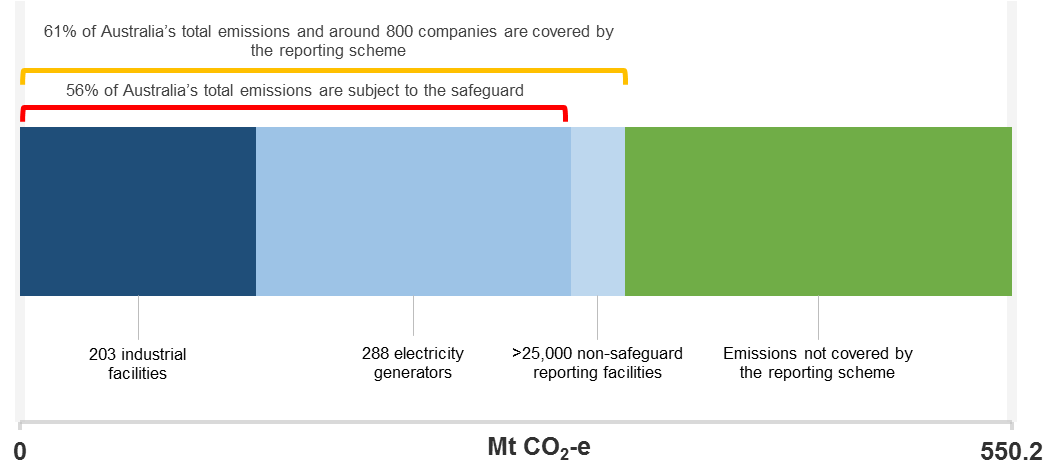 61% of Australia’s total emissions and around 800 companies are covered by
the reporting scheme
56% of Australia’s total emissions are subject to the safeguard
203 industrial
facilities
288 electricity
generators
>25,000 non-safeguard
reporting facilities
Emissions not covered by
the reporting scheme
0
Mt CO₂-e
550.2